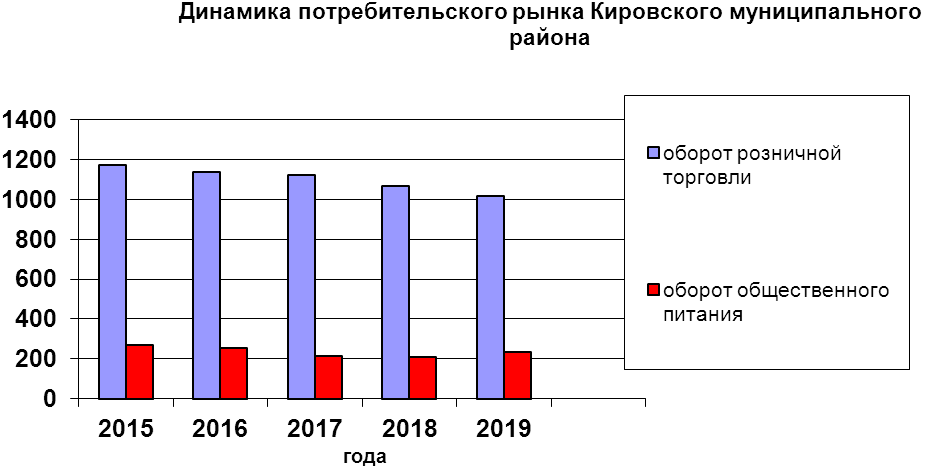 Динамика потребительского рынка Кировского муниципального
района
1400
1200
1000
800
600
400
200
0
2015 2016 2017 2018 2019
года
оборот розничной
торговли
оборот общественного
питания